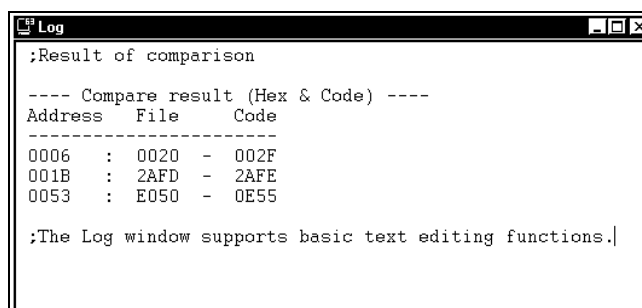 Log
;Result of comparison
---- Compare result (Hex & Code) ----
Address File Code
------------------------
0006 : 0020 - 002F
001B : 2AFD - 2AFE
0053 : E050 - 0E55
;The Log window supports basic text editing functions.